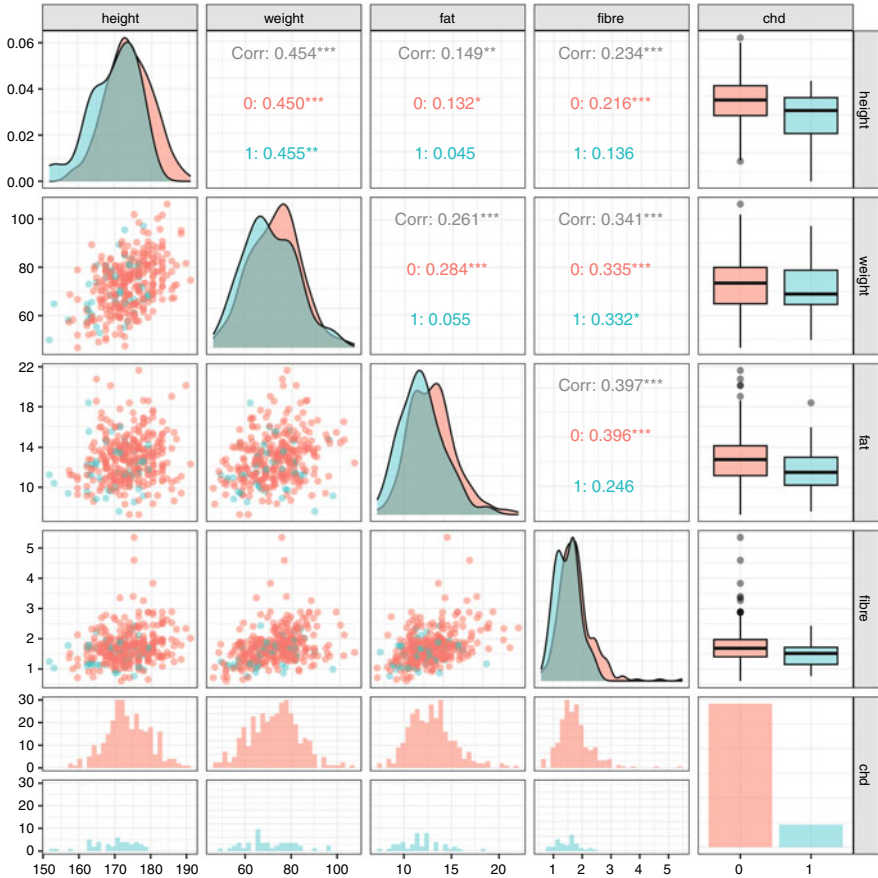 height weight fat fibre chd
0.06
0.04
0.02
0.00
Corr: 0.454***
0: 0.450***
1: 0.455**
Corr: 0.149**
0: 0.132*
1: 0.045
Corr: 0.234***
0: 0.216***
1: 0.136
height
100
80
60
Corr: 0.261***
0: 0.284***
1: 0.055
Corr: 0.341***
0: 0.335***
1: 0.332*
weight
22
18
14
10
Corr: 0.397***
0: 0.396***
1: 0.246
fat
5
4
3
2
1
fibre
30
20
10
0
30
20
10
0
chd
150 160 170 180 190 60 80 100 10 15 20 1 2 3 4 5 0 1